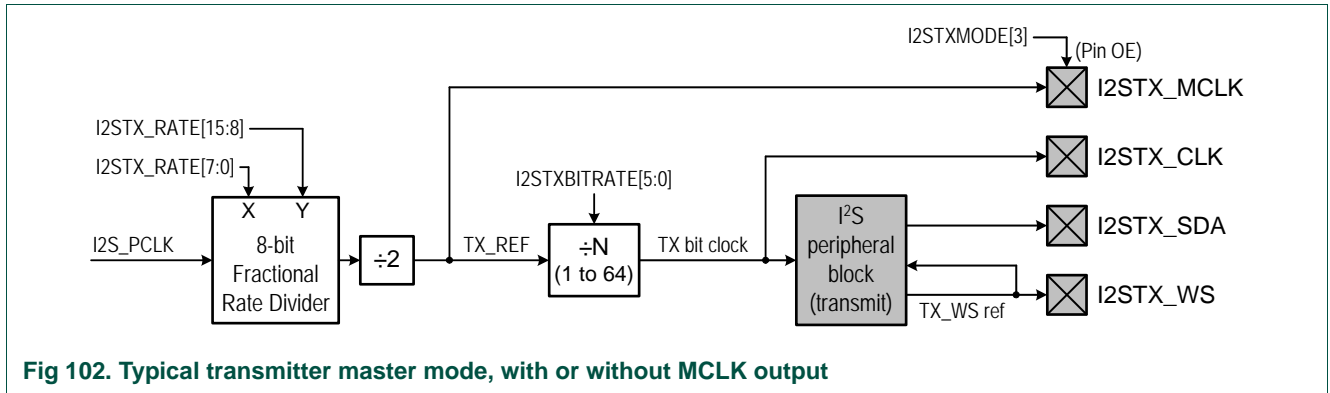 I2STXMODE[3]
(Pin OE)
I2STX_MCLK
I2STX_RATE[15:8]
I2STX_CLK
I2STX_RATE[7:0]
I2STXBITRATE[5:0]
X Y
I2S_PCLK
8-bit
Fractional
Rate Divider
÷2
TX_REF
÷N
(1 to 64)
TX bit clock
I²S
peripheral
block
(transmit)
I2STX_SDA
I2STX_WS
TX_WS ref
Fig 102. Typical transmitter master mode, with or without MCLK output